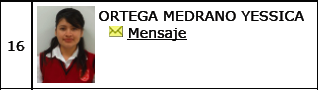 16
ORTEGA MEDRANO YESSICA
Mensaje